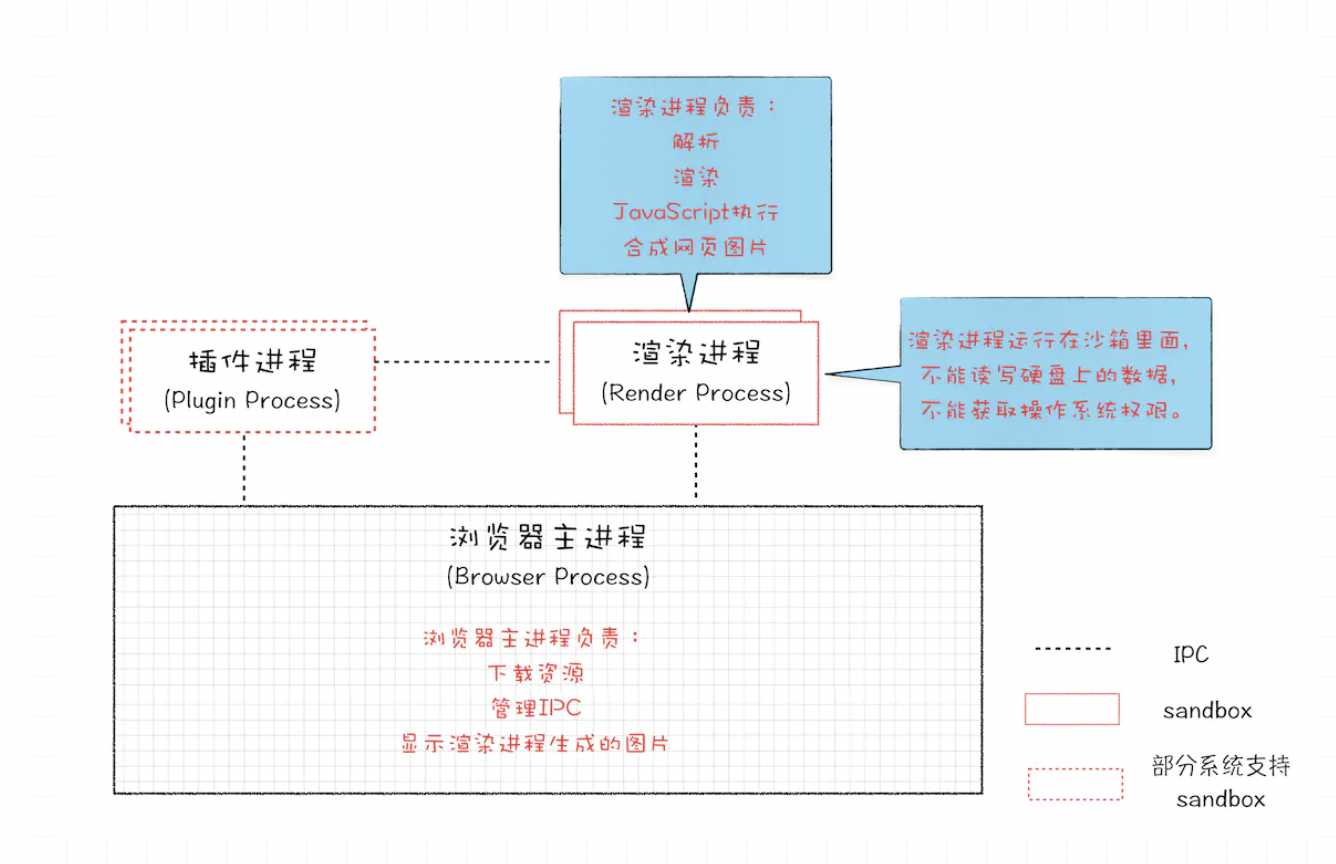 渲染进程负责：
解析
渲染
JavaScript执行
合成网页图片
插件进程
(Plugin Process)
渲染进程
(Render Process)
渲染进程运行在沙箱里面，
不能读写硬盘上的数据，
不能获取操作系统权限。
浏览器主进程
(Browser Process)
浏览器主进程负责：
下载资源
管理IPC
显示渲染进程生成的图片
IPC
sandbox
部分系统支持
sandbox